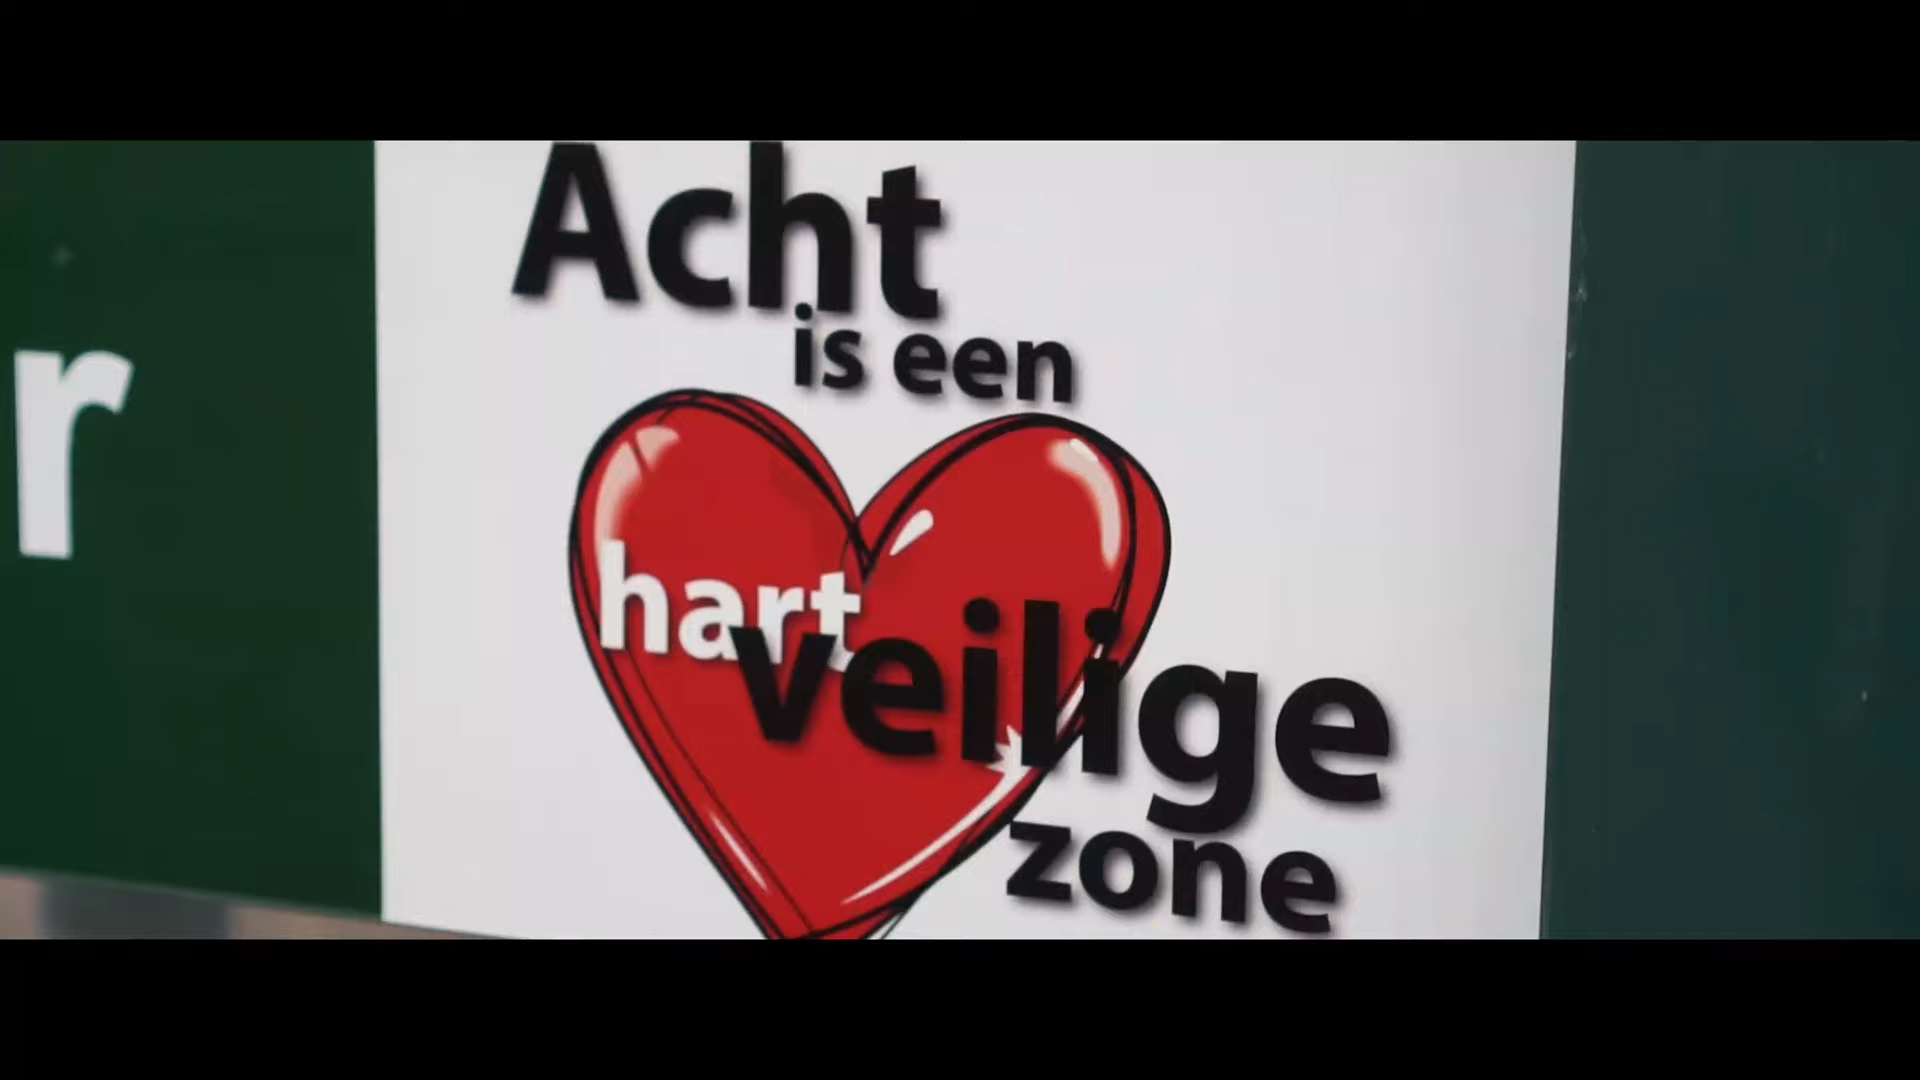 r
Acht
is een
hart
veilige
zone